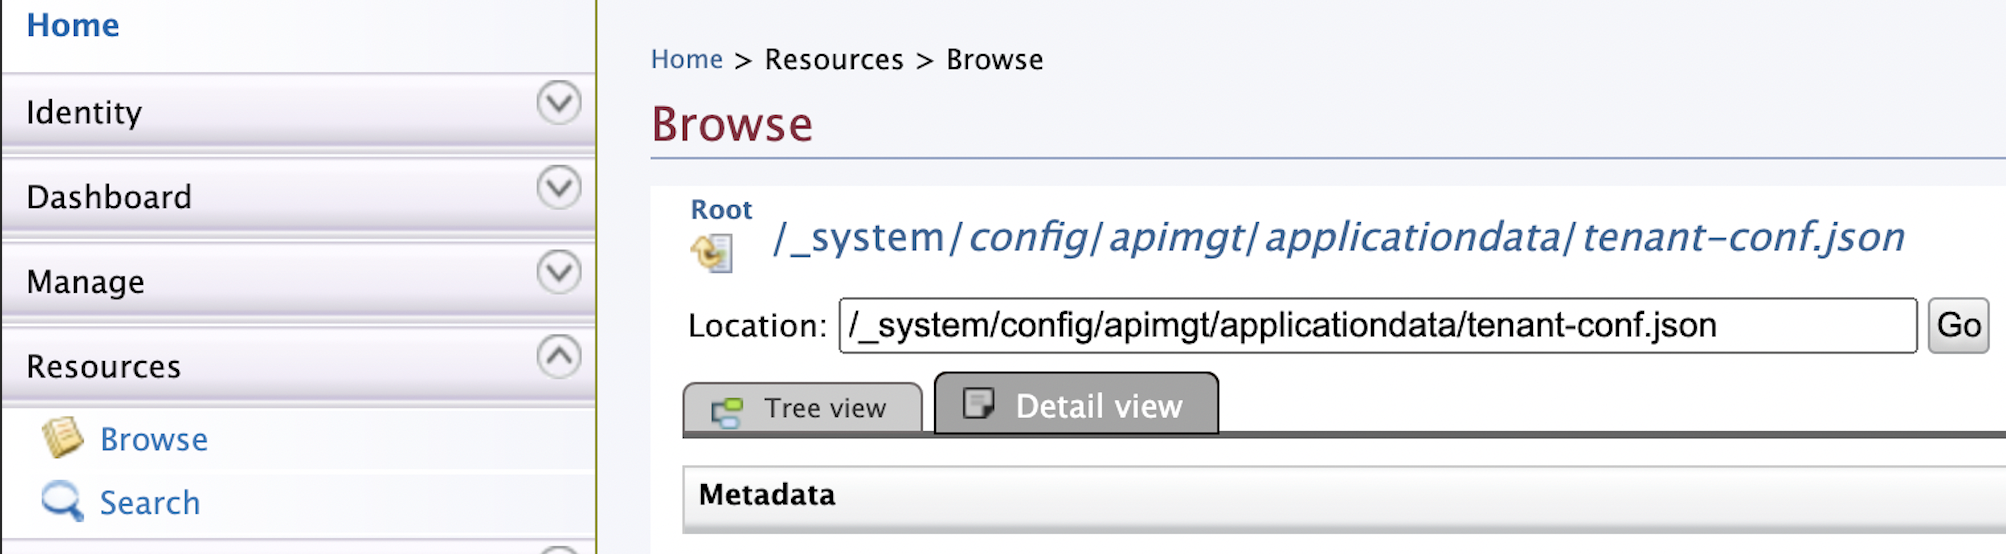 Home
Identity
Dashboard
Manage
Resources
Browse
Search
Home > Resources > Browse
Browse
Root
/_system/config/apimgt/applicationdata/tenant-conf.json
Location: /_system/config/apimgt/applicationdata/tenant-conf.json Go
Tree view Detail view
Metadata